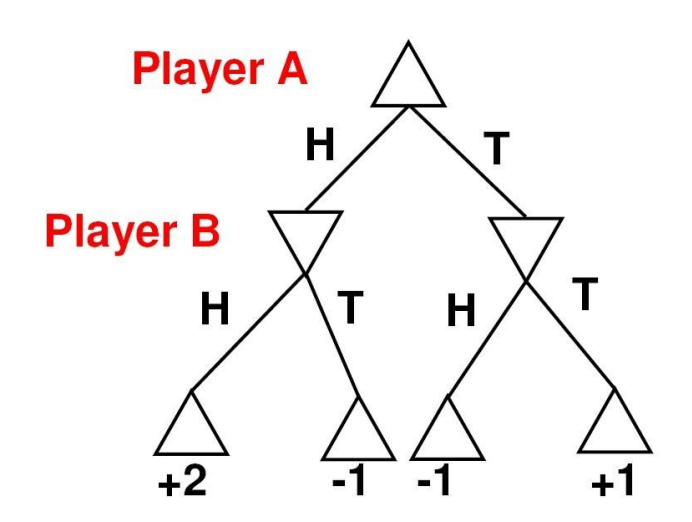 Player A
H T
Player B
H T H T
+2 -1 -1 +1